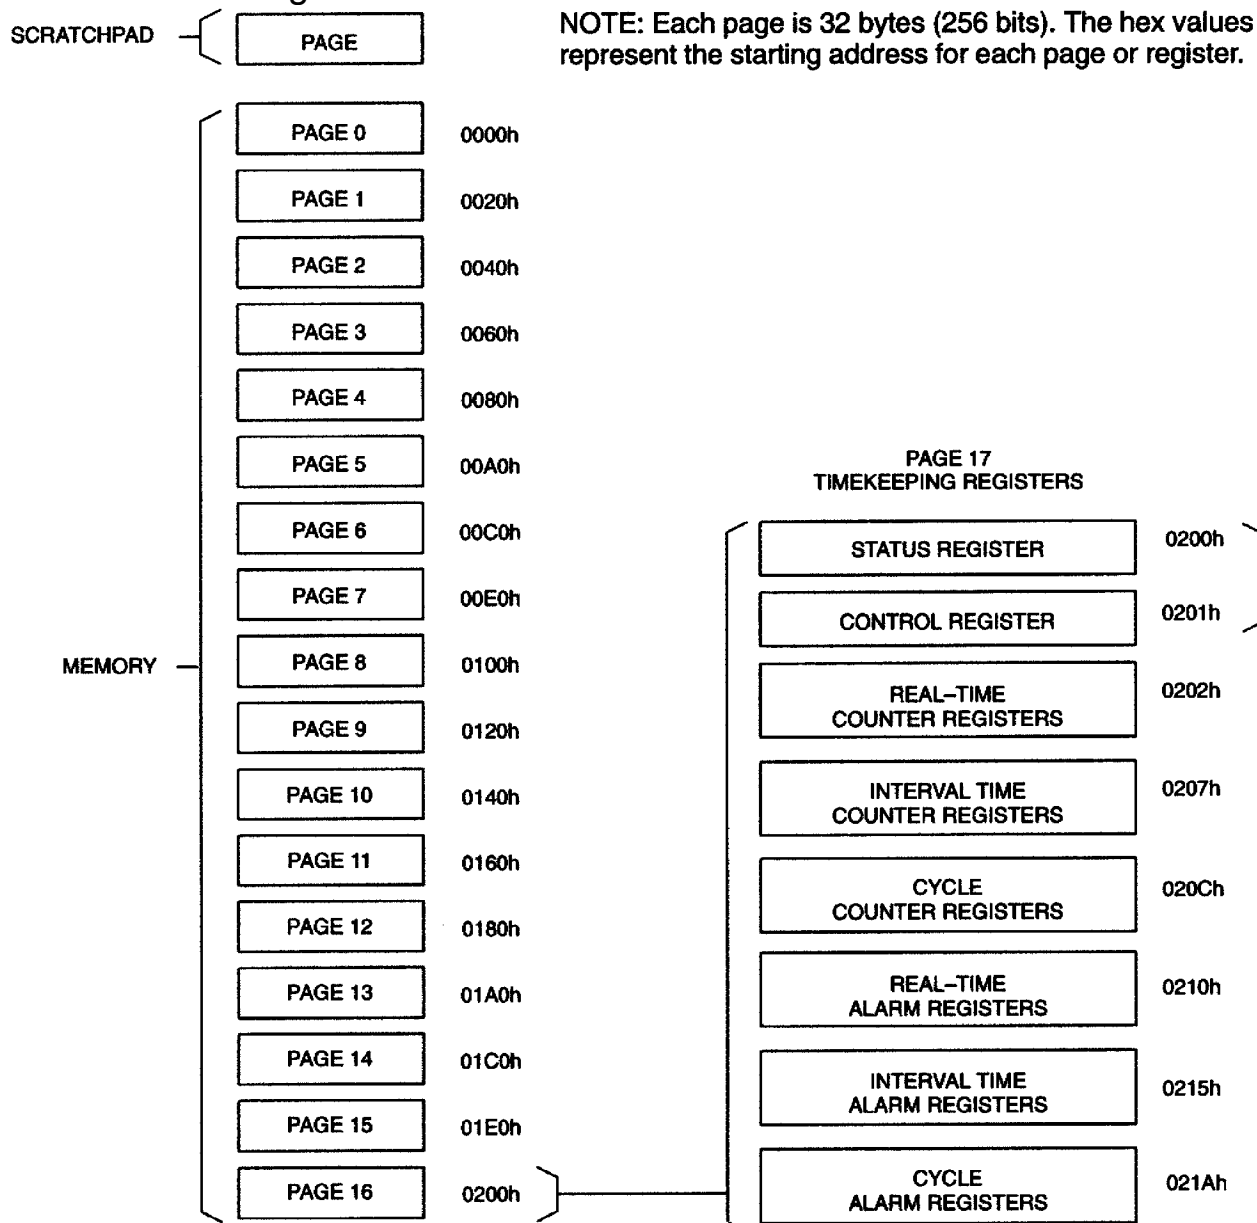 SCRATCHPAD
PAGE
NOTE: Each page is 32 bytes (256 bits). The hex values
represent the starting address for each page or register.
MEMORY
PAGE 0 0000h
PAGE 1 0020h
PAGE 2 0040h
PAGE 3 0060h
PAGE 4 0080h
PAGE 5 00A0h
PAGE 6 00C0h
PAGE 7 00E0h
PAGE 8 0100h
PAGE 9 0120h
PAGE 10 0140h
PAGE 11 0160h
PAGE 12 0180h
PAGE 13 01A0h
PAGE 14 01C0h
PAGE 15 01E0h
PAGE 16 0200h
PAGE 17
TIMEKEEPING REGISTERS
STATUS REGISTER 0200h
CONTROL REGISTER 0201h
REAL–TIME 0202h
COUNTER REGISTERS
INTERVAL TIME 0207h
COUNTER REGISTERS
CYCLE 020Ch
COUNTER REGISTERS
REAL–TIME 0210h
ALARM REGISTERS
INTERVAL TIME 0215h
ALARM REGISTERS
CYCLE 021Ah
ALARM REGISTERS